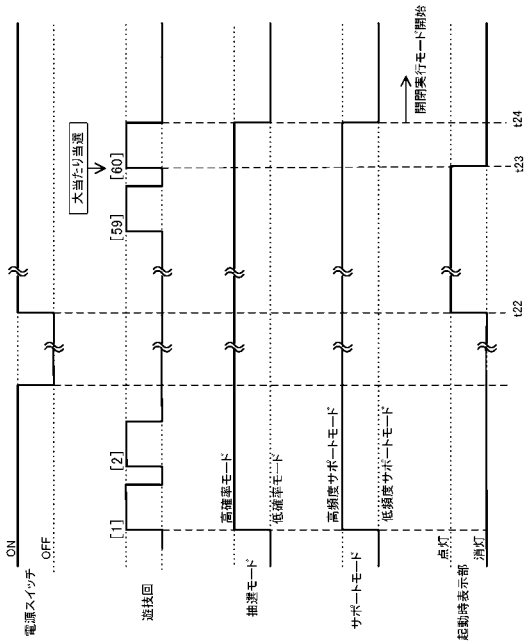 ON
OFF
電源スイッチ
[1]
[2]
[59]
[60]
大当たり当選
遊技回
高確率モード
低確率モード
抽選モード
高頻度サポートモード
低頻度サポートモード
サポートモード
開閉実行モード開始
点灯
消灯
起動時表示部
t22
t23
t24